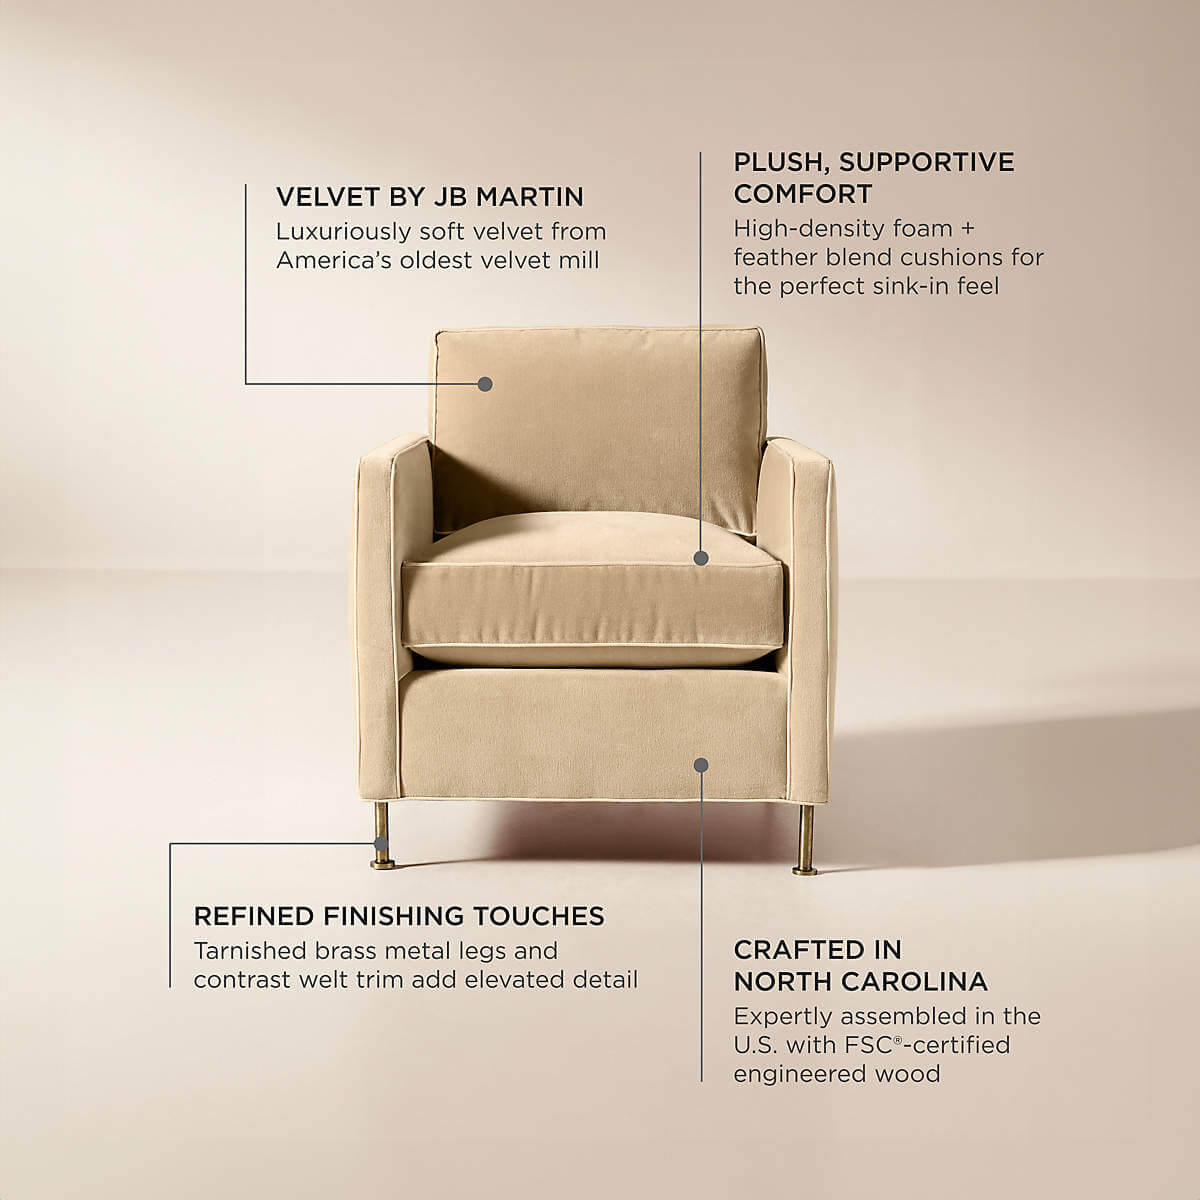 VELVET BY JB MARTIN
Luxuriously soft velvet from
America’s oldest velvet mill
PLUSH, SUPPORTIVE
COMFORT
High-density foam +
feather blend cushions for
the perfect sink-in feel
REFINED FINISHING TOUCHES
Tarnished brass metal legs and
contrast welt trim add elevated detail
CRAFTED IN
NORTH CAROLINA
Expertly assembled in the
U.S. with FSC®-certified
engineered wood